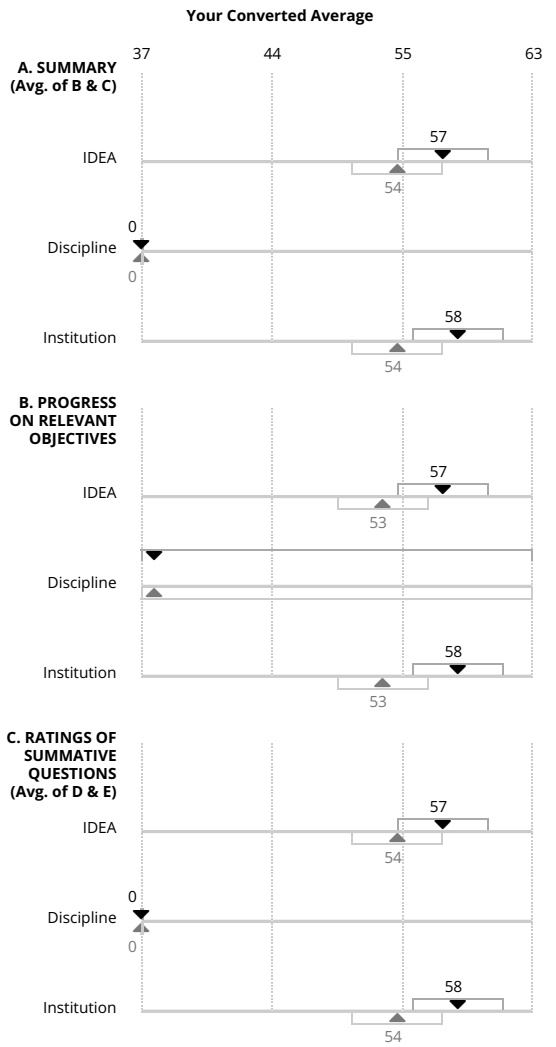 Your Converted Average
37 44 55 63
A. SUMMARY
(Avg. of B & C)
57
IDEA
54
0
Discipline
0
58
Institution
54
B. PROGRESS
ON RELEVANT
OBJECTIVES
57
IDEA
53
Discipline
58
Institution
53
C. RATINGS OF
SUMMATIVE
QUESTIONS
(Avg. of D & E)
57
IDEA
54
0
Discipline
0
58
Institution
54